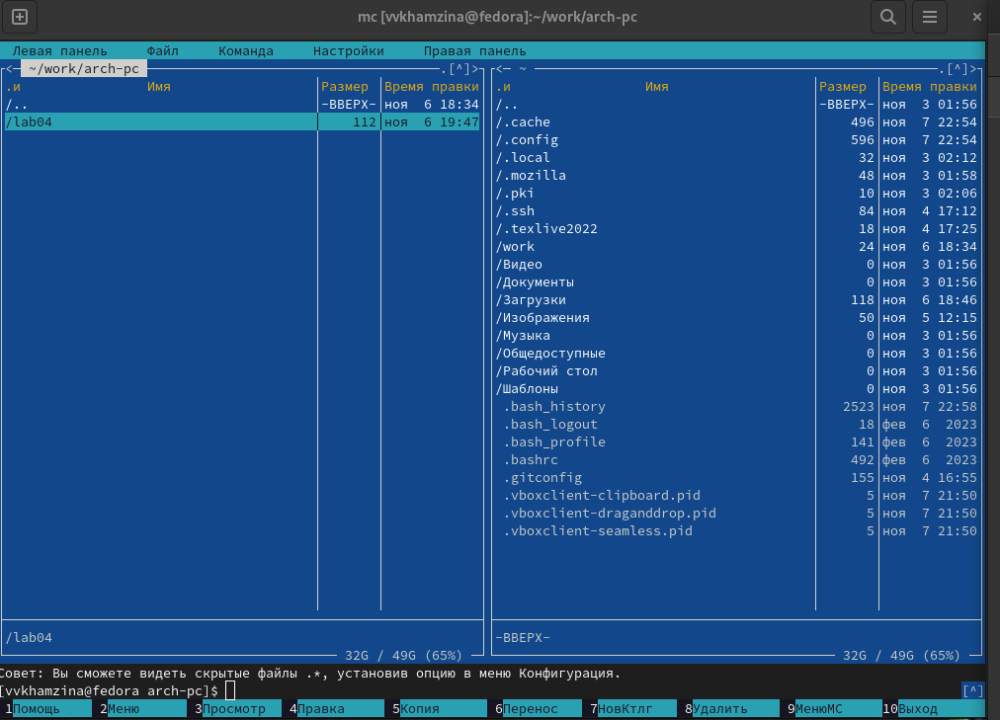 mc [vvkhamzina@fedora]:~/work/arch-pc
Левая панель Файл Команда Настройки Правая панель
<— ~/work/arch-pc .[^]>
.и Имя Размер Время правки
/.. -ВВЕРХ- ноя 6 18:34
/lab04 112 ноя 6 19:47
/lab04
32G / 49G (65%)
<— ~ .[^]>
.и Имя Размер Время правки
/.. -ВВЕРХ- ноя 3 01:56
/.cache 496 ноя 7 22:54
/.config 596 ноя 7 22:54
/.local 32 ноя 3 02:12
/.mozilla 48 ноя 3 01:58
/.pki 10 ноя 3 02:06
/.ssh 84 ноя 4 17:12
/.texlive2022 18 ноя 4 17:25
/work 24 ноя 6 18:34
/Видео 0 ноя 3 01:56
/Документы 0 ноя 3 01:56
/Загрузки 118 ноя 6 18:46
/Изображения 50 ноя 5 12:15
/Музыка 0 ноя 3 01:56
/Общедоступные 0 ноя 3 01:56
/Рабочий стол 0 ноя 3 01:56
/Шаблоны 0 ноя 3 01:56
.bash_history 2523 ноя 7 22:58
.bash_logout 18 фев 6 2023
.bash_profile 141 фев 6 2023
.bashrc 492 фев 6 2023
.gitconfig 155 ноя 4 16:55
.vboxclient-clipboard.pid 5 ноя 7 21:50
.vboxclient-draganddrop.pid 5 ноя 7 21:50
.vboxclient-seamless.pid 5 ноя 7 21:50
-ВВЕРХ-
32G / 49G (65%)
Совет: Вы сможете видеть скрытые файлы .*, установив опцию в меню Конфигурация.
[vvkhamzina@fedora arch-pc]$ [^]
1Помощь 2Меню 3Просмотр 4Правка 5Копия 6Перенос 7НовКтлг 8Удалить 9МенюМС 10Выход